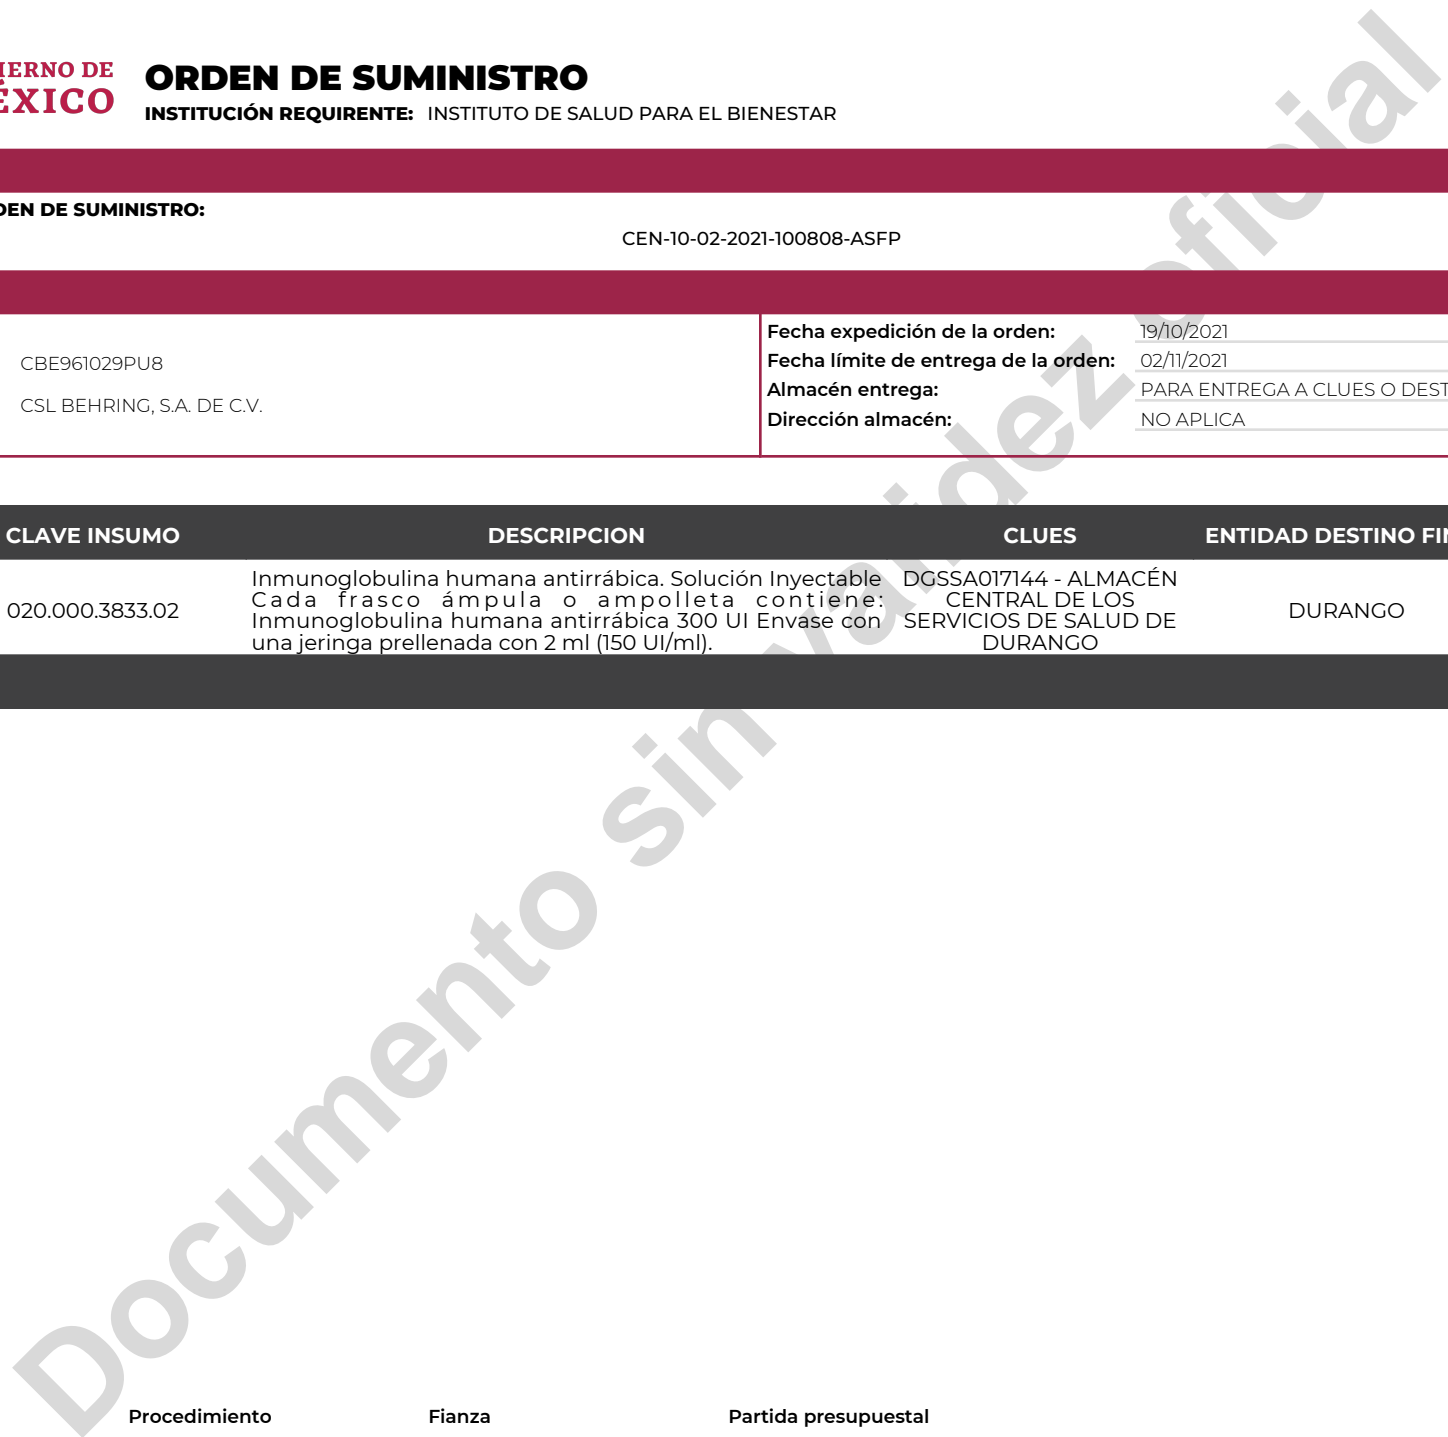 IERNO DE
ÉXICO
ORDEN DE SUMINISTRO
INSTITUCIÓN REQUIRENTE: INSTITUTO DE SALUD PARA EL BIENESTAR
DEN DE SUMINISTRO:
CEN-10-02-2021-100808-ASFP
CBE961029PU8
CSL BEHRING, S.A. DE C.V.
Fecha expedición de la orden: 19/10/2021
Fecha límite de entrega de la orden: 02/11/2021
Almacén entrega: PARA ENTREGA A CLUES O DEST
Dirección almacén: NO APLICA
CLAVE INSUMO DESCRIPCION CLUES ENTIDAD DESTINO FIN
020.000.3833.02
Inmunoglobulina humana antirrábica. Solución Inyectable
Cada frasco ámpula o ampolleta contiene:
Inmunoglobulina humana antirrábica 300 UI Envase con
una jeringa prellenada con 2 ml (150 UI/ml).
DGSSA017144 - ALMACÉN
CENTRAL DE LOS
SERVICIOS DE SALUD DE
DURANGO
DURANGO
Documento sin validez oficial
Procedimiento Fianza Partida presupuestal